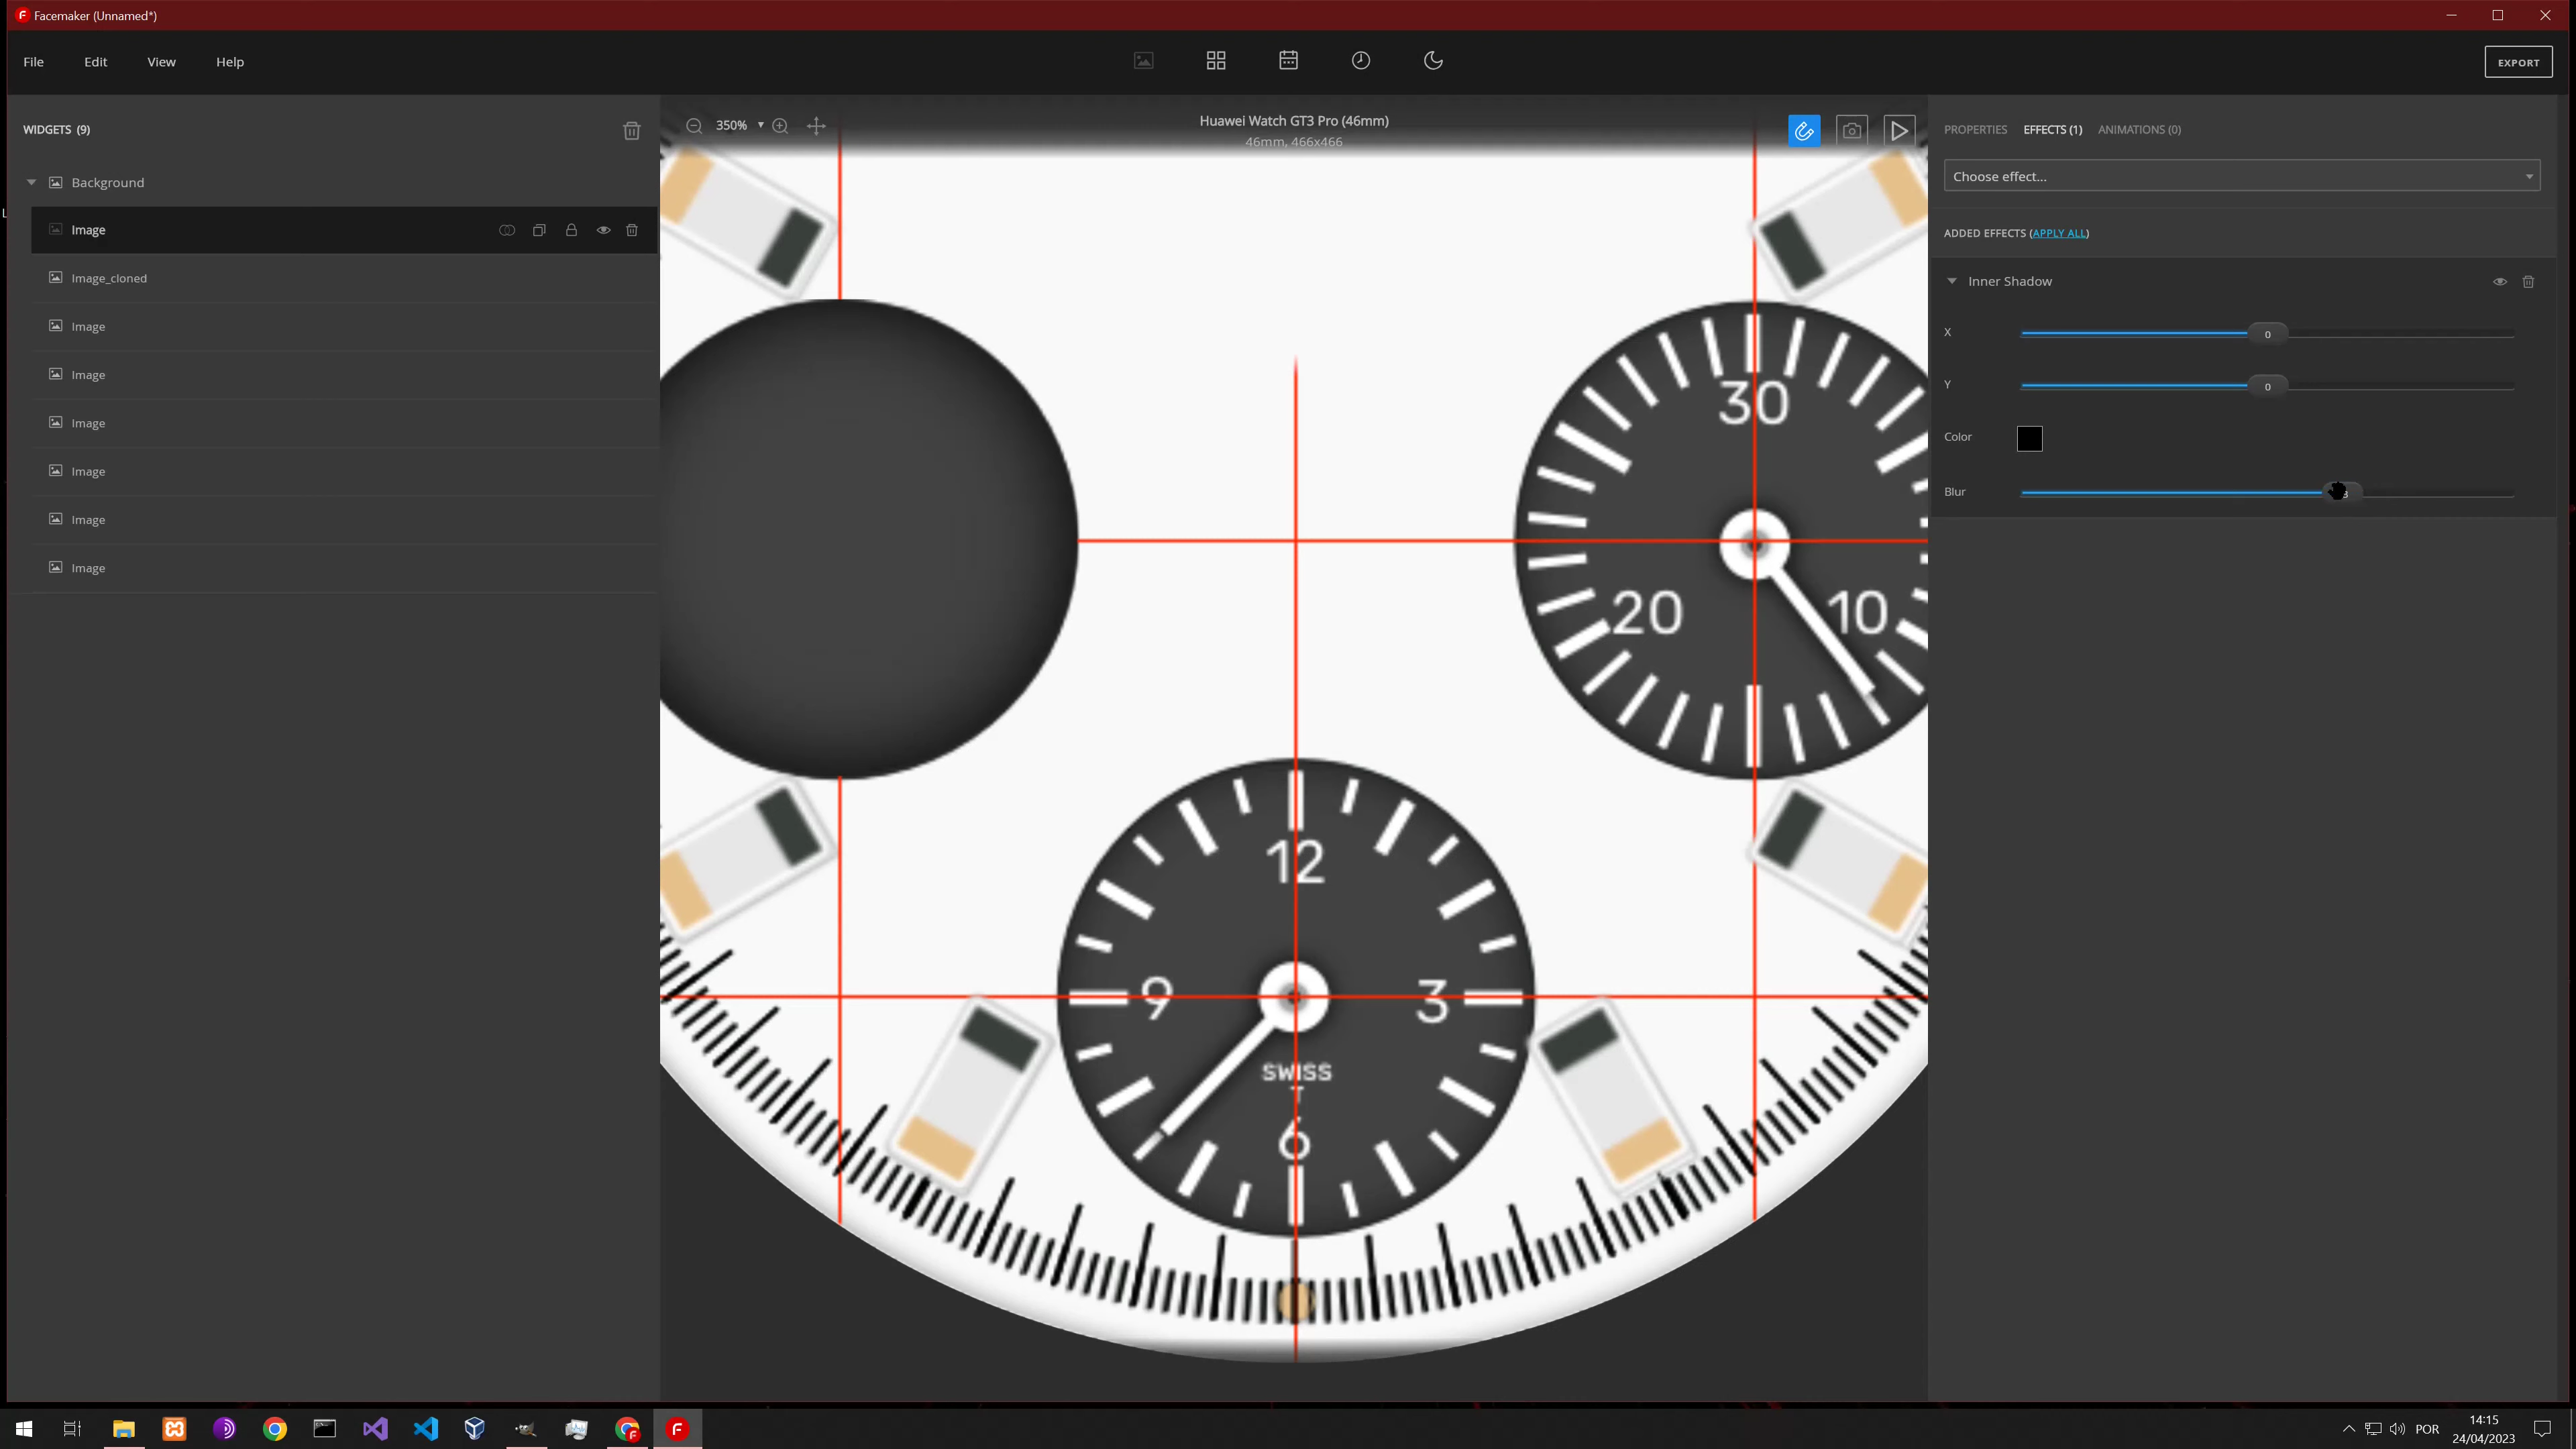 Facemaker (Unnamed*)
File Edit View Help
EXPORT
WIDGETS (9)
350%
Huawei Watch GT3 Pro (46mm)
46mm, 466x466
PROPERTIES EFFECTS (1) ANIMATIONS (0)
Background
Choose effect...
Image
ADDED EFFECTS (APPLY ALL)
Image_cloned
Inner Shadow
Image
X 0
Image
Y 0
Image
Color
Image
Blur
Image
Image
30
20 10
12
9 3
SWISS
T
6
POR
14:15
24/04/2023